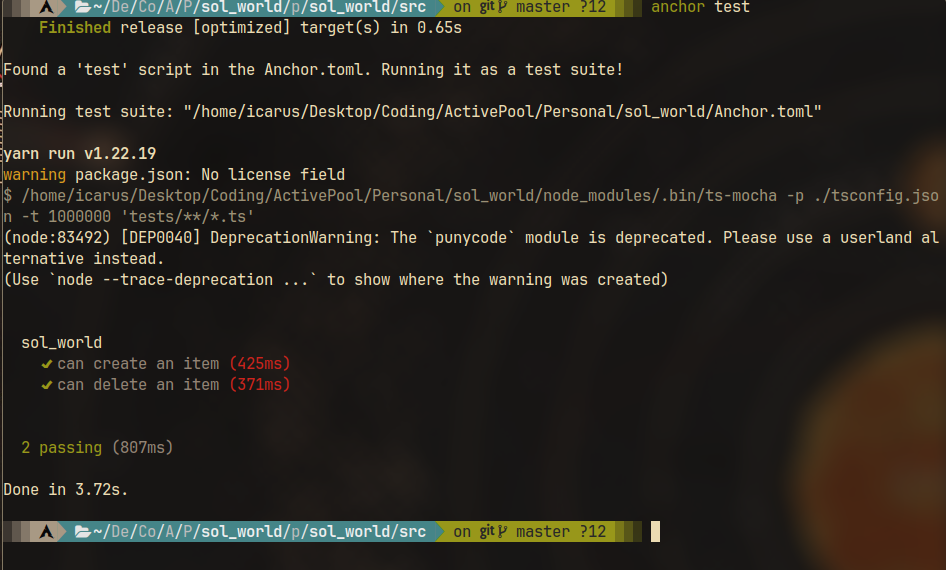 ~/De/Co/A/P/sol_world/p/sol_world/src on git master ?12 anchor test
Finished release [optimized] target(s) in 0.65s
Found a 'test' script in the Anchor.toml. Running it as a test suite!
Running test suite: "/home/icarus/Desktop/Coding/ActivePool/Personal/sol_world/Anchor.toml"
yarn run v1.22.19
warning package.json: No license field
$ /home/icarus/Desktop/Coding/ActivePool/Personal/sol_world/node_modules/.bin/ts-mocha -p ./tsconfig.jso
n -t 1000000 'tests/**/*.ts'
(node:83492) [DEP0040] DeprecationWarning: The `punycode` module is deprecated. Please use a userland al
ternative instead.
(Use `node --trace-deprecation ...` to show where the warning was created)
sol_world
✔ can create an item (425ms)
✔ can delete an item (371ms)
2 passing (807ms)
Done in 3.72s.
~/De/Co/A/P/sol_world/p/sol_world/src on git master ?12